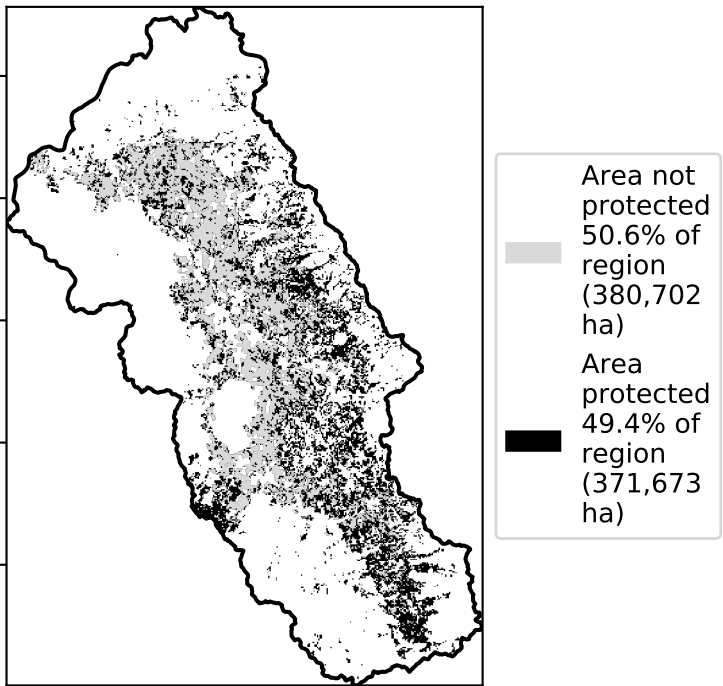 Area not
protected
50.6% of
region
(380,702
ha)
Area
protected
49.4% of
region
(371,673
ha)